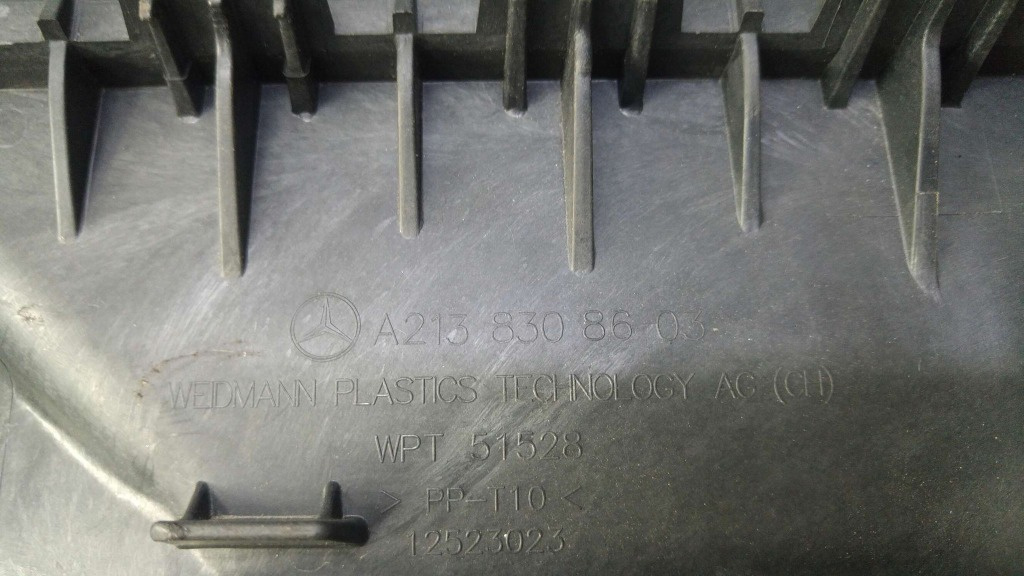 A213 830 86 03
WEIDMANN PLASTICS TECHNOLOGY AG (CH)
WPT 51528
> PP-T10 <
12523023